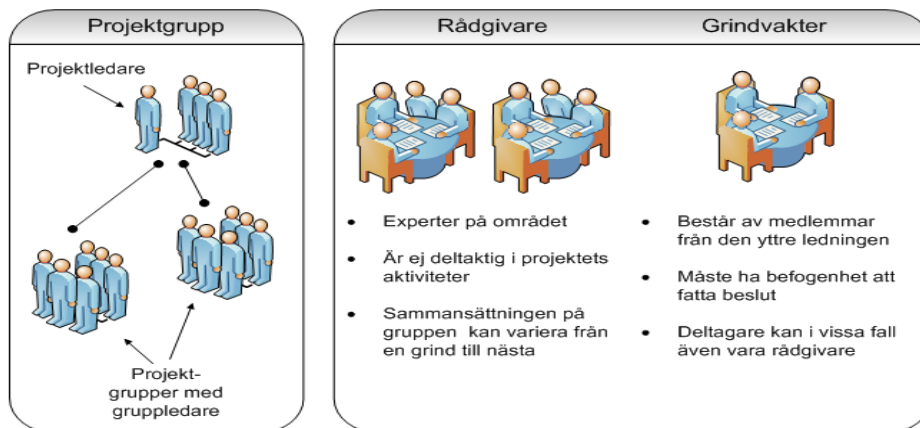 Projektgrupp
Projektledare
Projekt-
grupper med
gruppledare
Rådgivare
Experter på området
Är ej deltaktig i projektets
aktiviteter
Sammansättningen på
gruppen kan variera från
en grind till nästa
Grindvakter
Består av medlemmar
från den yttre ledningen
Måste ha befogenhet att
fatta beslut
Deltagare kan i vissa fall
även vara rådgivare